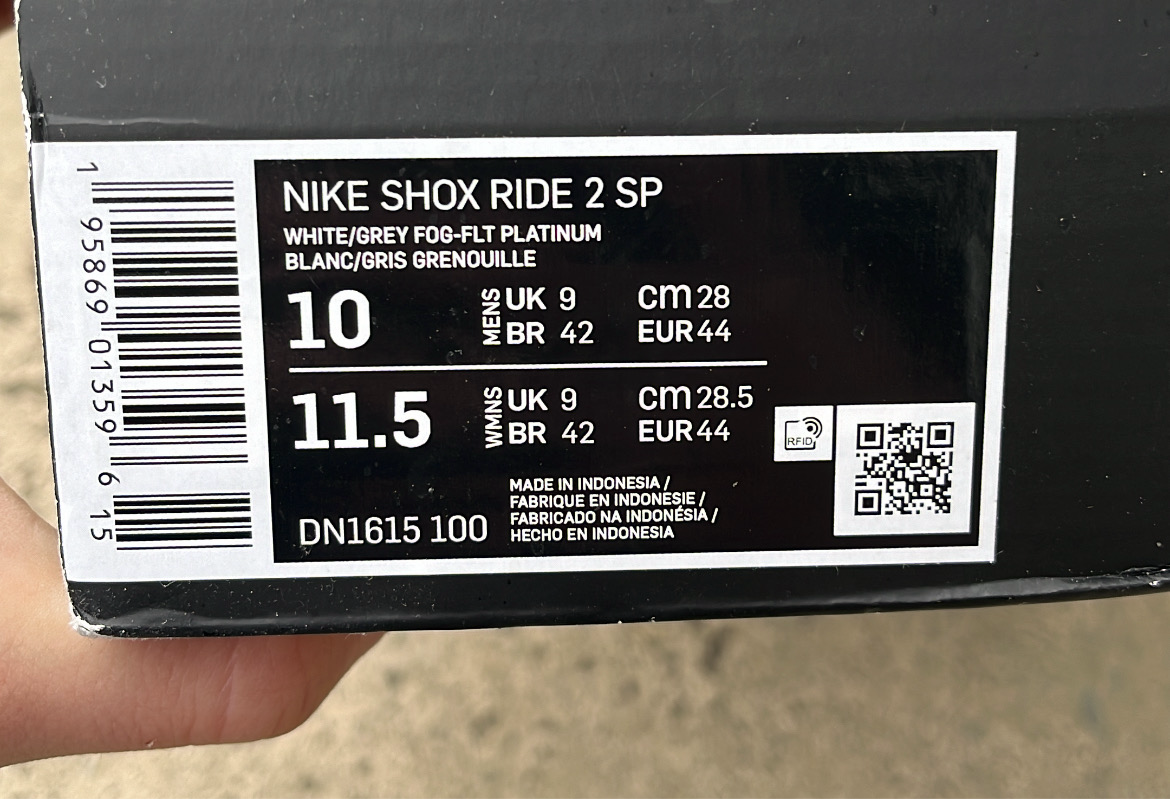 1 95869 01359 6 15
NIKE SHOX RIDE 2 SP
WHITE/GREY FOG-FLT PLATINUM
BLANC/GRIS GRENOUILLE
10 MENS UK 9 cm 28
BR 42 EUR 44
11.5 WMNS UK 9 cm 28.5
BR 42 EUR 44
RFID
DN1615 100
MADE IN INDONESIA /
FABRIQUE EN INDONESIE /
FABRICADO NA INDONÉSIA /
HECHO EN INDONESIA